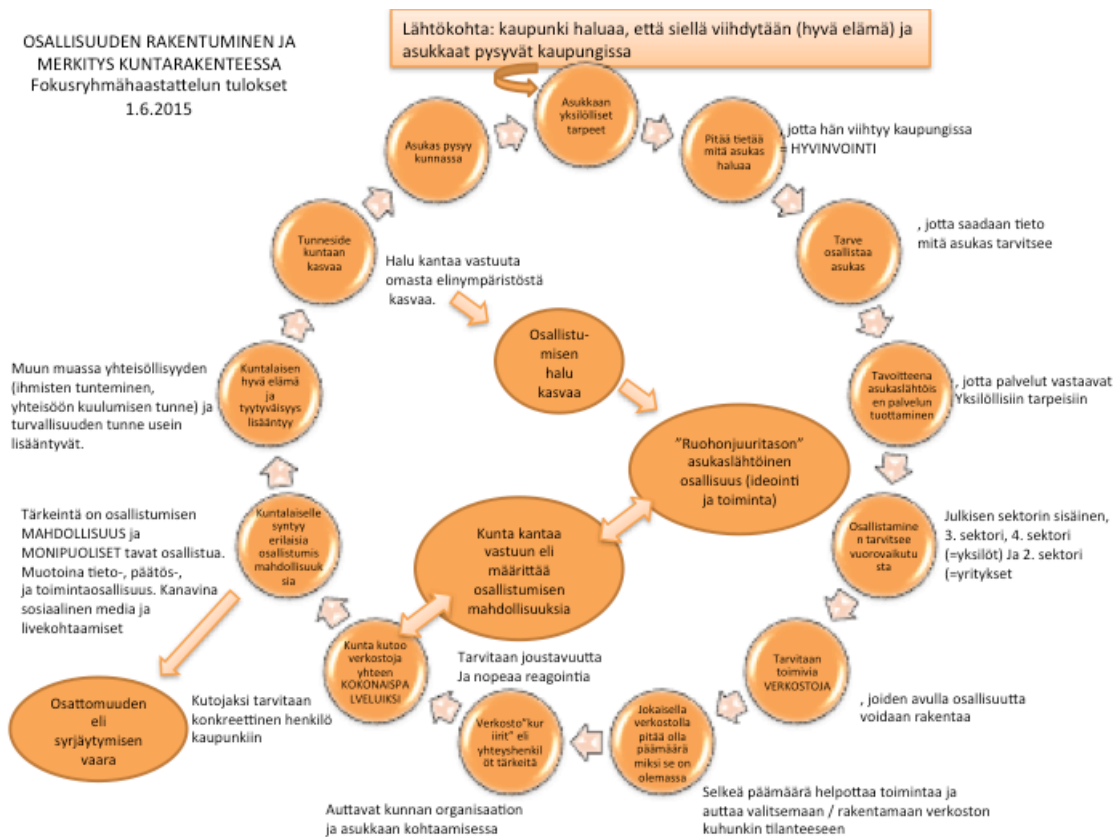 OSALLISUUDEN RAKENTUMINEN JA
MERKITYS KUNTARAKENTEESSA
Fokusryhmähaastattelun tulokset
1.6.2015
Lähtökohta: kaupunki haluaa, että siellä viihdytään (hyvä elämä) ja
asukkaat pysyvät kaupungissa
Asukkaan
yksilölliset
tarpeet
Pitää tietää
mitä asukas
haluaa
, jotta hän viihtyy kaupungissa
= HYVINVOINTI
Tarve
osallistaa
asukas
, jotta saadaan tieto
mitä asukas tarvitsee
Tavoitteena
asukaslähtöis
en palvelun
tuottaminen
, jotta palvelut vastaavat
Yksilöllisiin tarpeisiin
Osallistamine
n tarvitsee
vuorovaikutu
sta
Julkisen sektorin sisäinen,
3. sektori, 4. sektori
(=yksilöt) Ja 2. sektori
(=yritykset
Tarvitaan
toimivia
VERKOSTOJA
, joiden avulla osallisuutta
voidaan rakentaa
Jokaisella
verkostolla
pitää olla
päämäärä
miksi se on
olemassa
Selkeä päämäärä helpottaa toimintaa ja
auttaa valitsemaan / rakentamaan verkoston
kuhunkin tilanteeseen
Verkosto"kur
iirit" eli
yhteyshenkil
öt tärkeitä
Auttavat kunnan organisaation
ja asukkaan kohtaamisessa
Tarvitaan joustavuutta
Ja nopeaa reagointia
Kunta kutoo
verkostoja
yhteen
KOKONAISPA
LVELUIKSI
Kutojaksi tarvitaan
konkreettinen henkilö
kaupunkiin
Kuntalaiselle
syntyy
erilaisia
osallistumis
mahdollisuuk
sia
Tärkeintä on osallistumisen
MAHDOLLISUUS ja
MONIPUOLISET tavat osallistua.
Muotoina tieto-, päätös-,
ja toimintaosallisuus. Kanavina
sosiaalinen media ja
livekohtaamiset
Osattomuuden
eli
syrjäytymisen
vaara
Kuntalaisen
hyvä elämä
ja
tyytyväisyys
lisääntyy
Muun muassa yhteisöllisyyden
(ihmisten tunteminen,
yhteisöön kuulumisen tunne) ja
turvallisuuden tunne usein
lisääntyvät.
Tunneside
kuntaan
kasvaa
Halu kantaa vastuuta
omasta elinympäristöstä
kasvaa.
Asukas pysyy
kunnassa
Osallistu-
misen
halu
kasvaa
"Ruohonjuuritason"
asukaslähtöinen
osallisuus (ideointi
ja toiminta)
Kunta kantaa
vastuun eli
määrittää
osallistumisen
mahdollisuuksia